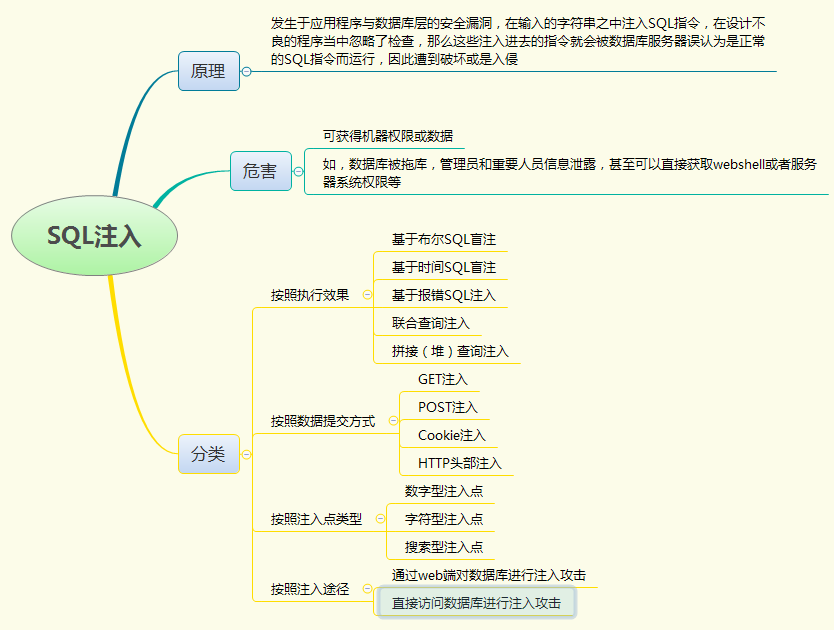 发生于应用程序与数据库层的安全漏洞，在输入的字符串之中注入SQL指令，在设计不
良的程序当中忽略了检查，那么这些注入进去的指令就会被数据库服务器误认为是正常
的SQL指令而运行，因此遭到破坏或是入侵
原理
可获得机器权限或数据
危害
如，数据库被拖库，管理员和重要人员信息泄露，甚至可以直接获取webshell或者服务
器系统权限等
SQL注入
基于布尔SQL盲注
基于时间SQL盲注
按照执行效果
基于报错SQL注入
联合查询注入
拼接（堆）查询注入
GET注入
POST注入
按照数据提交方式
Cookie注入
HTTP头部注入
分类
数字型注入点
按照注入点类型
字符型注入点
搜索型注入点
通过web端对数据库进行注入攻击
按照注入途径
直接访问数据库进行注入攻击